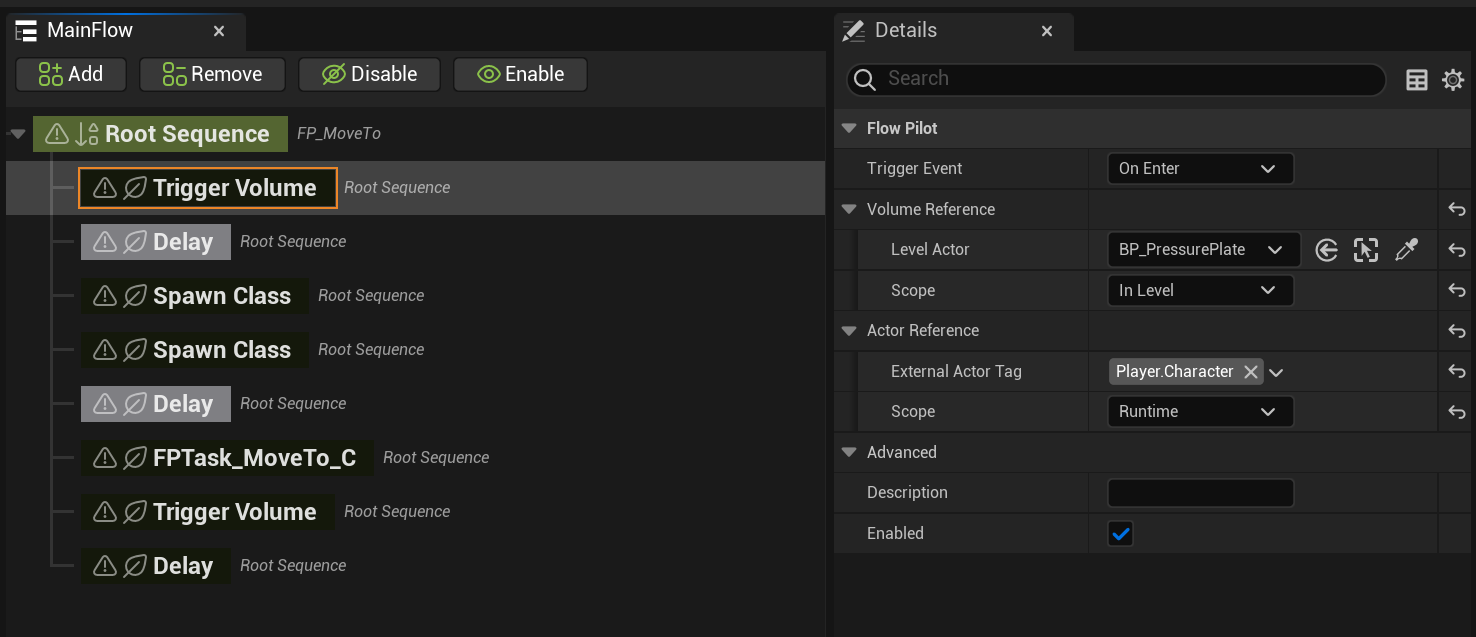 MainFlow
Add Remove Disable Enable
Root Sequence FP_MoveTo
Trigger Volume Root Sequence
Delay Root Sequence
Spawn Class Root Sequence
Spawn Class Root Sequence
Delay Root Sequence
FPTask_MoveTo_C Root Sequence
Trigger Volume Root Sequence
Delay Root Sequence
Details
Search
Flow Pilot
Trigger Event On Enter
Volume Reference
Level Actor BP_PressurePlate
Scope In Level
Actor Reference
External Actor Tag Player.Character
Scope Runtime
Advanced
Description
Enabled